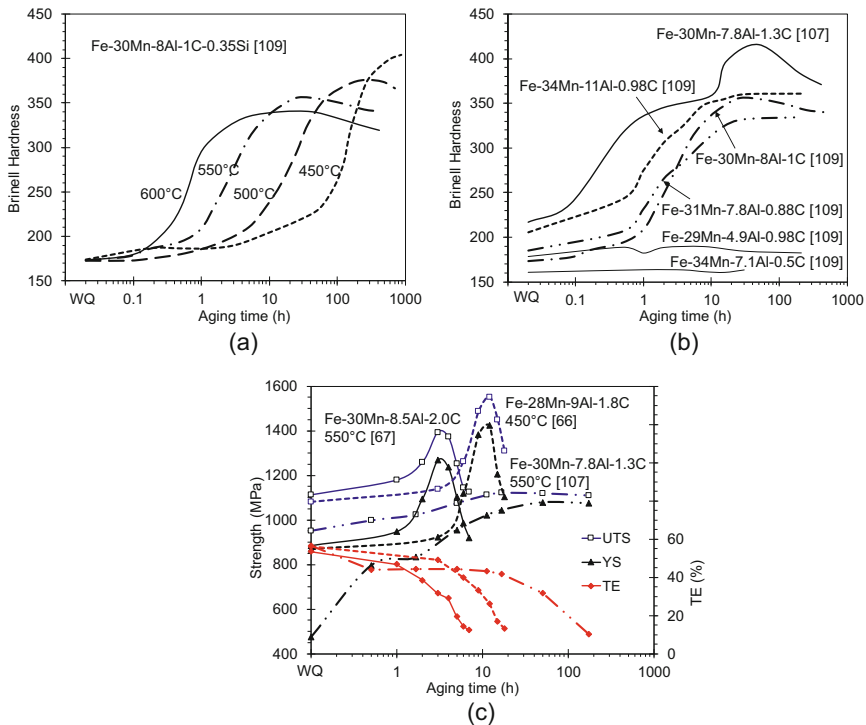 Fe-30Mn-8Al-1C-0.35Si [109]
450
400
350
300
250
200
150
Brinell Hardness
600°C
550°C
500°C
450°C
WQ
0.1
1
10
100
1000
Aging time (h)
(a)
Fe-30Mn-7.8Al-1.3C [107]
Fe-34Mn-11Al-0.98C [109]
Fe-30Mn-8Al-1C [109]
Fe-31Mn-7.8Al-0.88C [109]
Fe-29Mn-4.9Al-0.98C [109]
Fe-34Mn-7.1Al-0.5C [109]
450
400
350
300
250
200
150
Brinell Hardness
WQ
0.1
1
10
100
1000
Aging time (h)
(b)
1600
1400
1200
1000
800
600
400
Strength (MPa)
Fe-30Mn-8.5Al-2.0C
550°C [67]
Fe-28Mn-9Al-1.8C
450°C [66]
Fe-30Mn-7.8Al-1.3C
550°C [107]
UTS
YS
TE
60
50
40
30
20
10
0
TE (%)
WQ
1
10
100
1000
Aging time (h)
(c)